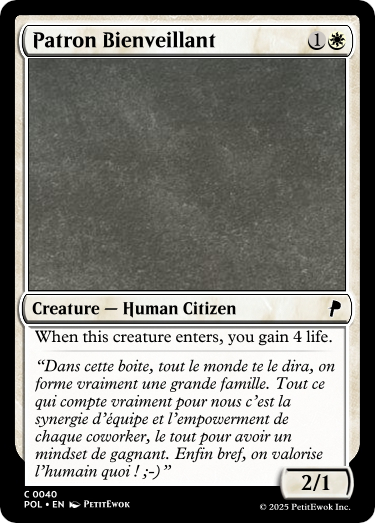 Patron Bienveillant 1
Creature — Human Citizen
When this creature enters, you gain 4 life.
“Dans cette boite, tout le monde te le dira, on
forme vraiment une grande famille. Tout ce
qui compte vraiment pour nous c’est la
synergie d’équipe et l’empowerment de
chaque coworker, le tout pour avoir un
mindset de gagnant. Enfin bref, on valorise
l’humain quoi ! ;-)”
2/1
C 0040
POL • EN PetitEwok
© 2025 PetitEwok Inc.